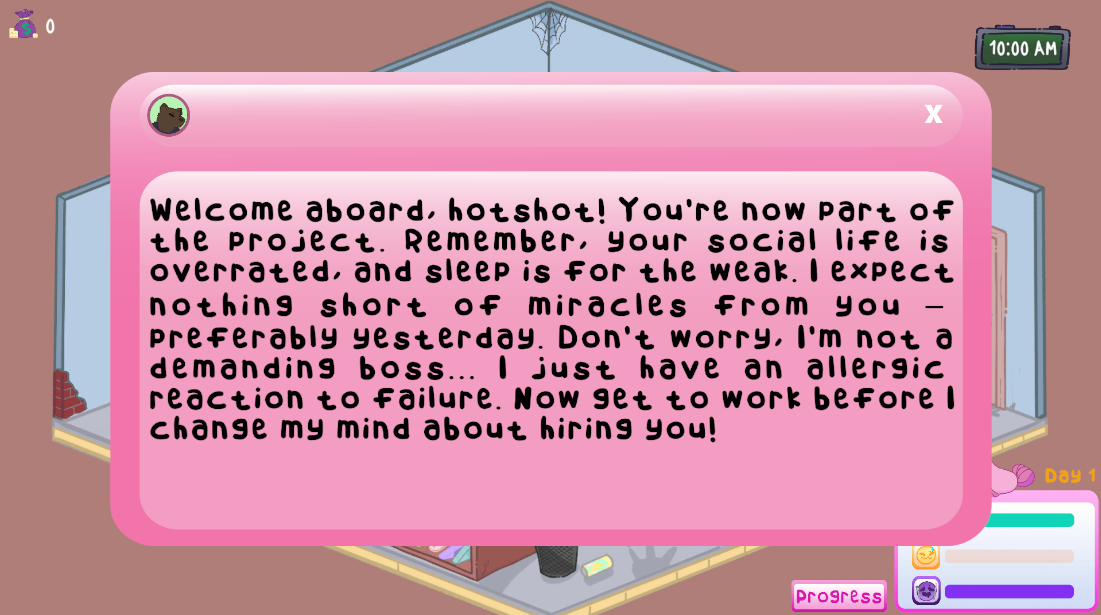 0
10:00 AM
X
Welcome aboard, hotshot! You're now part of
the project. Remember, your social life is
overrated, and sleep is for the weak. I expect
nothing short of miracles from you –
preferably yesterday. Don't worry, I'm not a
demanding boss... I just have an allergic
reaction to failure. Now get to work before I
change my mind about hiring you!
Day 1
Progress